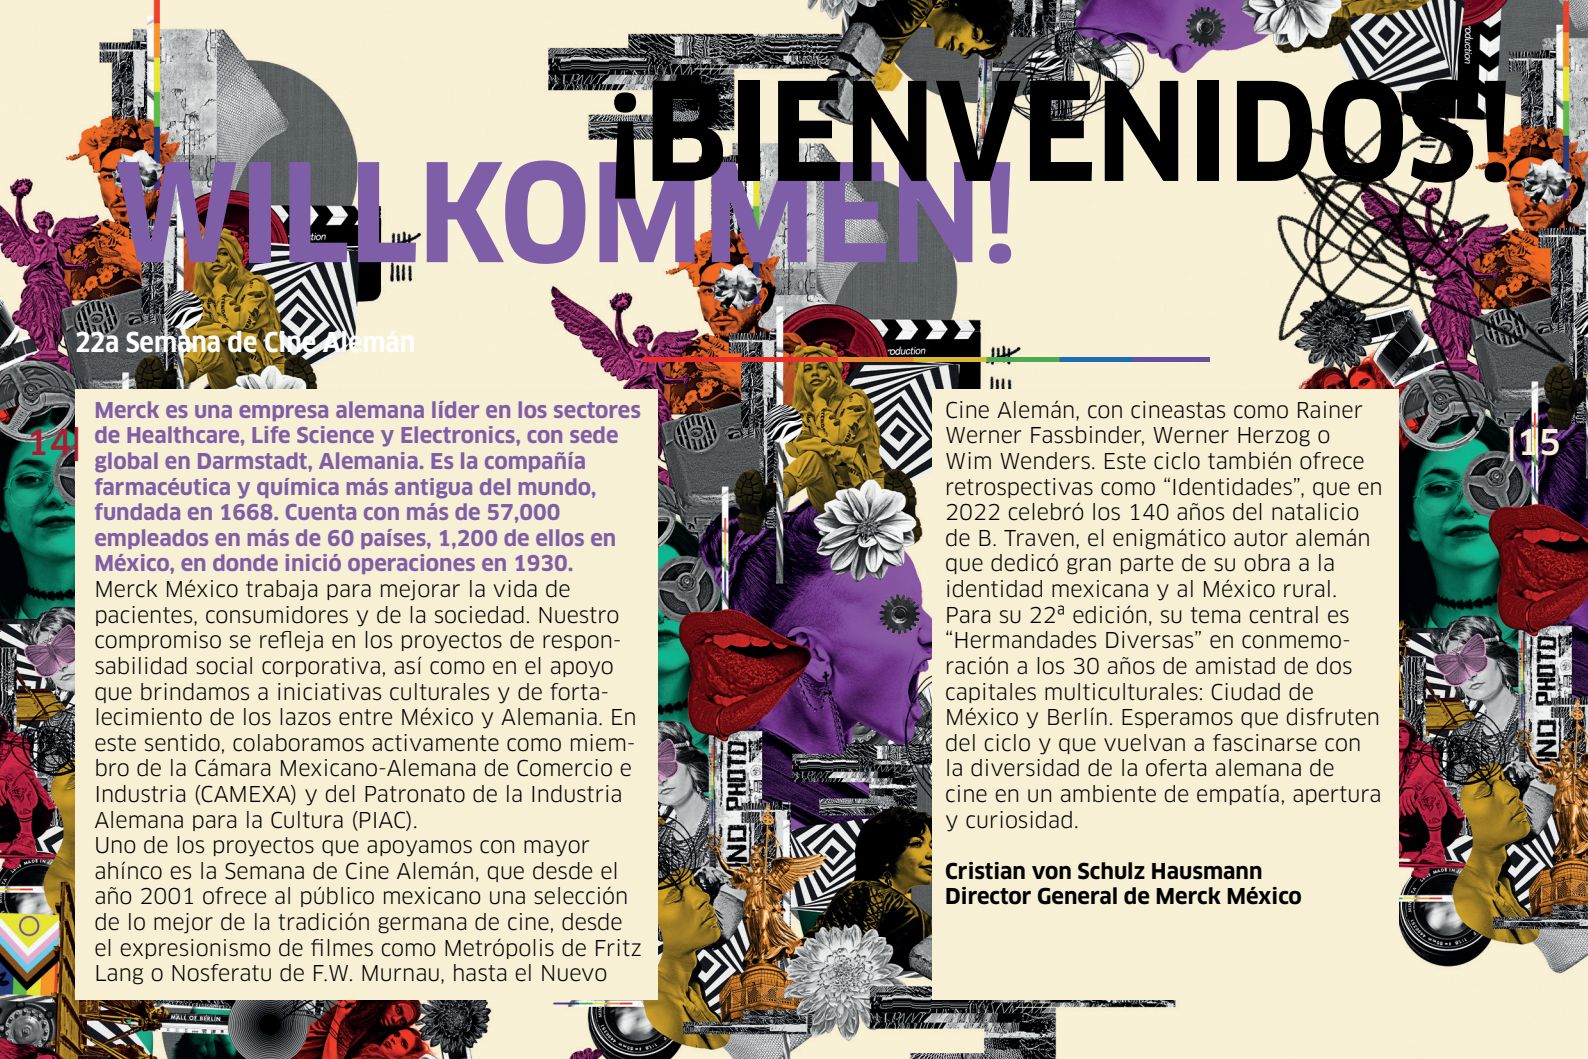 ¡BIENVENIDOS!
WILLKOMMEN!
22a Semana de Cine Alemán
14|
Merck es una empresa alemana líder en los sectores
de Healthcare, Life Science y Electronics, con sede
global en Darmstadt, Alemania. Es la compañía
farmacéutica y química más antigua del mundo,
fundada en 1668. Cuenta con más de 57,000
empleados en más de 60 países, 1,200 de ellos en
México, en donde inició operaciones en 1930.
Merck México trabaja para mejorar la vida de
pacientes, consumidores y de la sociedad. Nuestro
compromiso se refleja en los proyectos de respon-
sabilidad social corporativa, así como en el apoyo
que brindamos a iniciativas culturales y de forta-
lecimiento de los lazos entre México y Alemania. En
este sentido, colaboramos activamente como miem-
bro de la Cámara Mexicano-Alemana de Comercio e
Industria (CAMEXA) y del Patronato de la Industria
Alemana para la Cultura (PIAC).
Uno de los proyectos que apoyamos con mayor
ahínco es la Semana de Cine Alemán, que desde el
año 2001 ofrece al público mexicano una selección
de lo mejor de la tradición germana de cine, desde
el expresionismo de filmes como Metrópolis de Fritz
Lang o Nosferatu de F.W. Murnau, hasta el Nuevo
Cine Alemán, con cineastas como Rainer
Werner Fassbinder, Werner Herzog o
Wim Wenders. Este ciclo también ofrece
retrospectivas como “Identidades”, que en
2022 celebró los 140 años del natalicio
de B. Traven, el enigmático autor alemán
que dedicó gran parte de su obra a la
identidad mexicana y al México rural.
Para su 22ª edición, su tema central es
“Hermandades Diversas” en conmemo-
ración a los 30 años de amistad de dos
capitales multiculturales: Ciudad de
México y Berlín. Esperamos que disfruten
del ciclo y que vuelvan a fascinarse con
la diversidad de la oferta alemana de
cine en un ambiente de empatía, apertura
y curiosidad.
Cristian von Schulz Hausmann
Director General de Merck México
|15
NO PHOTO
NO PHOTO
MALL OF BERLIN